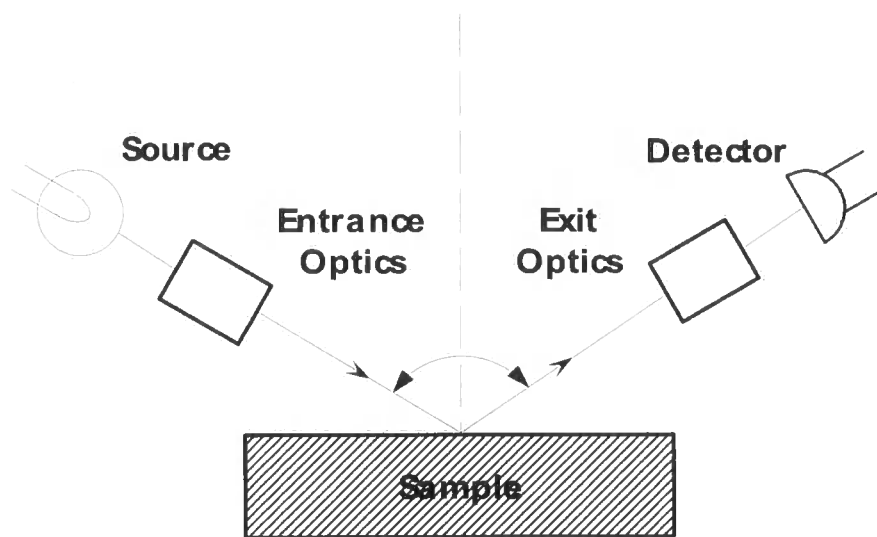 Source
Detector
Entrance
Optics
Exit
Optics
Sample